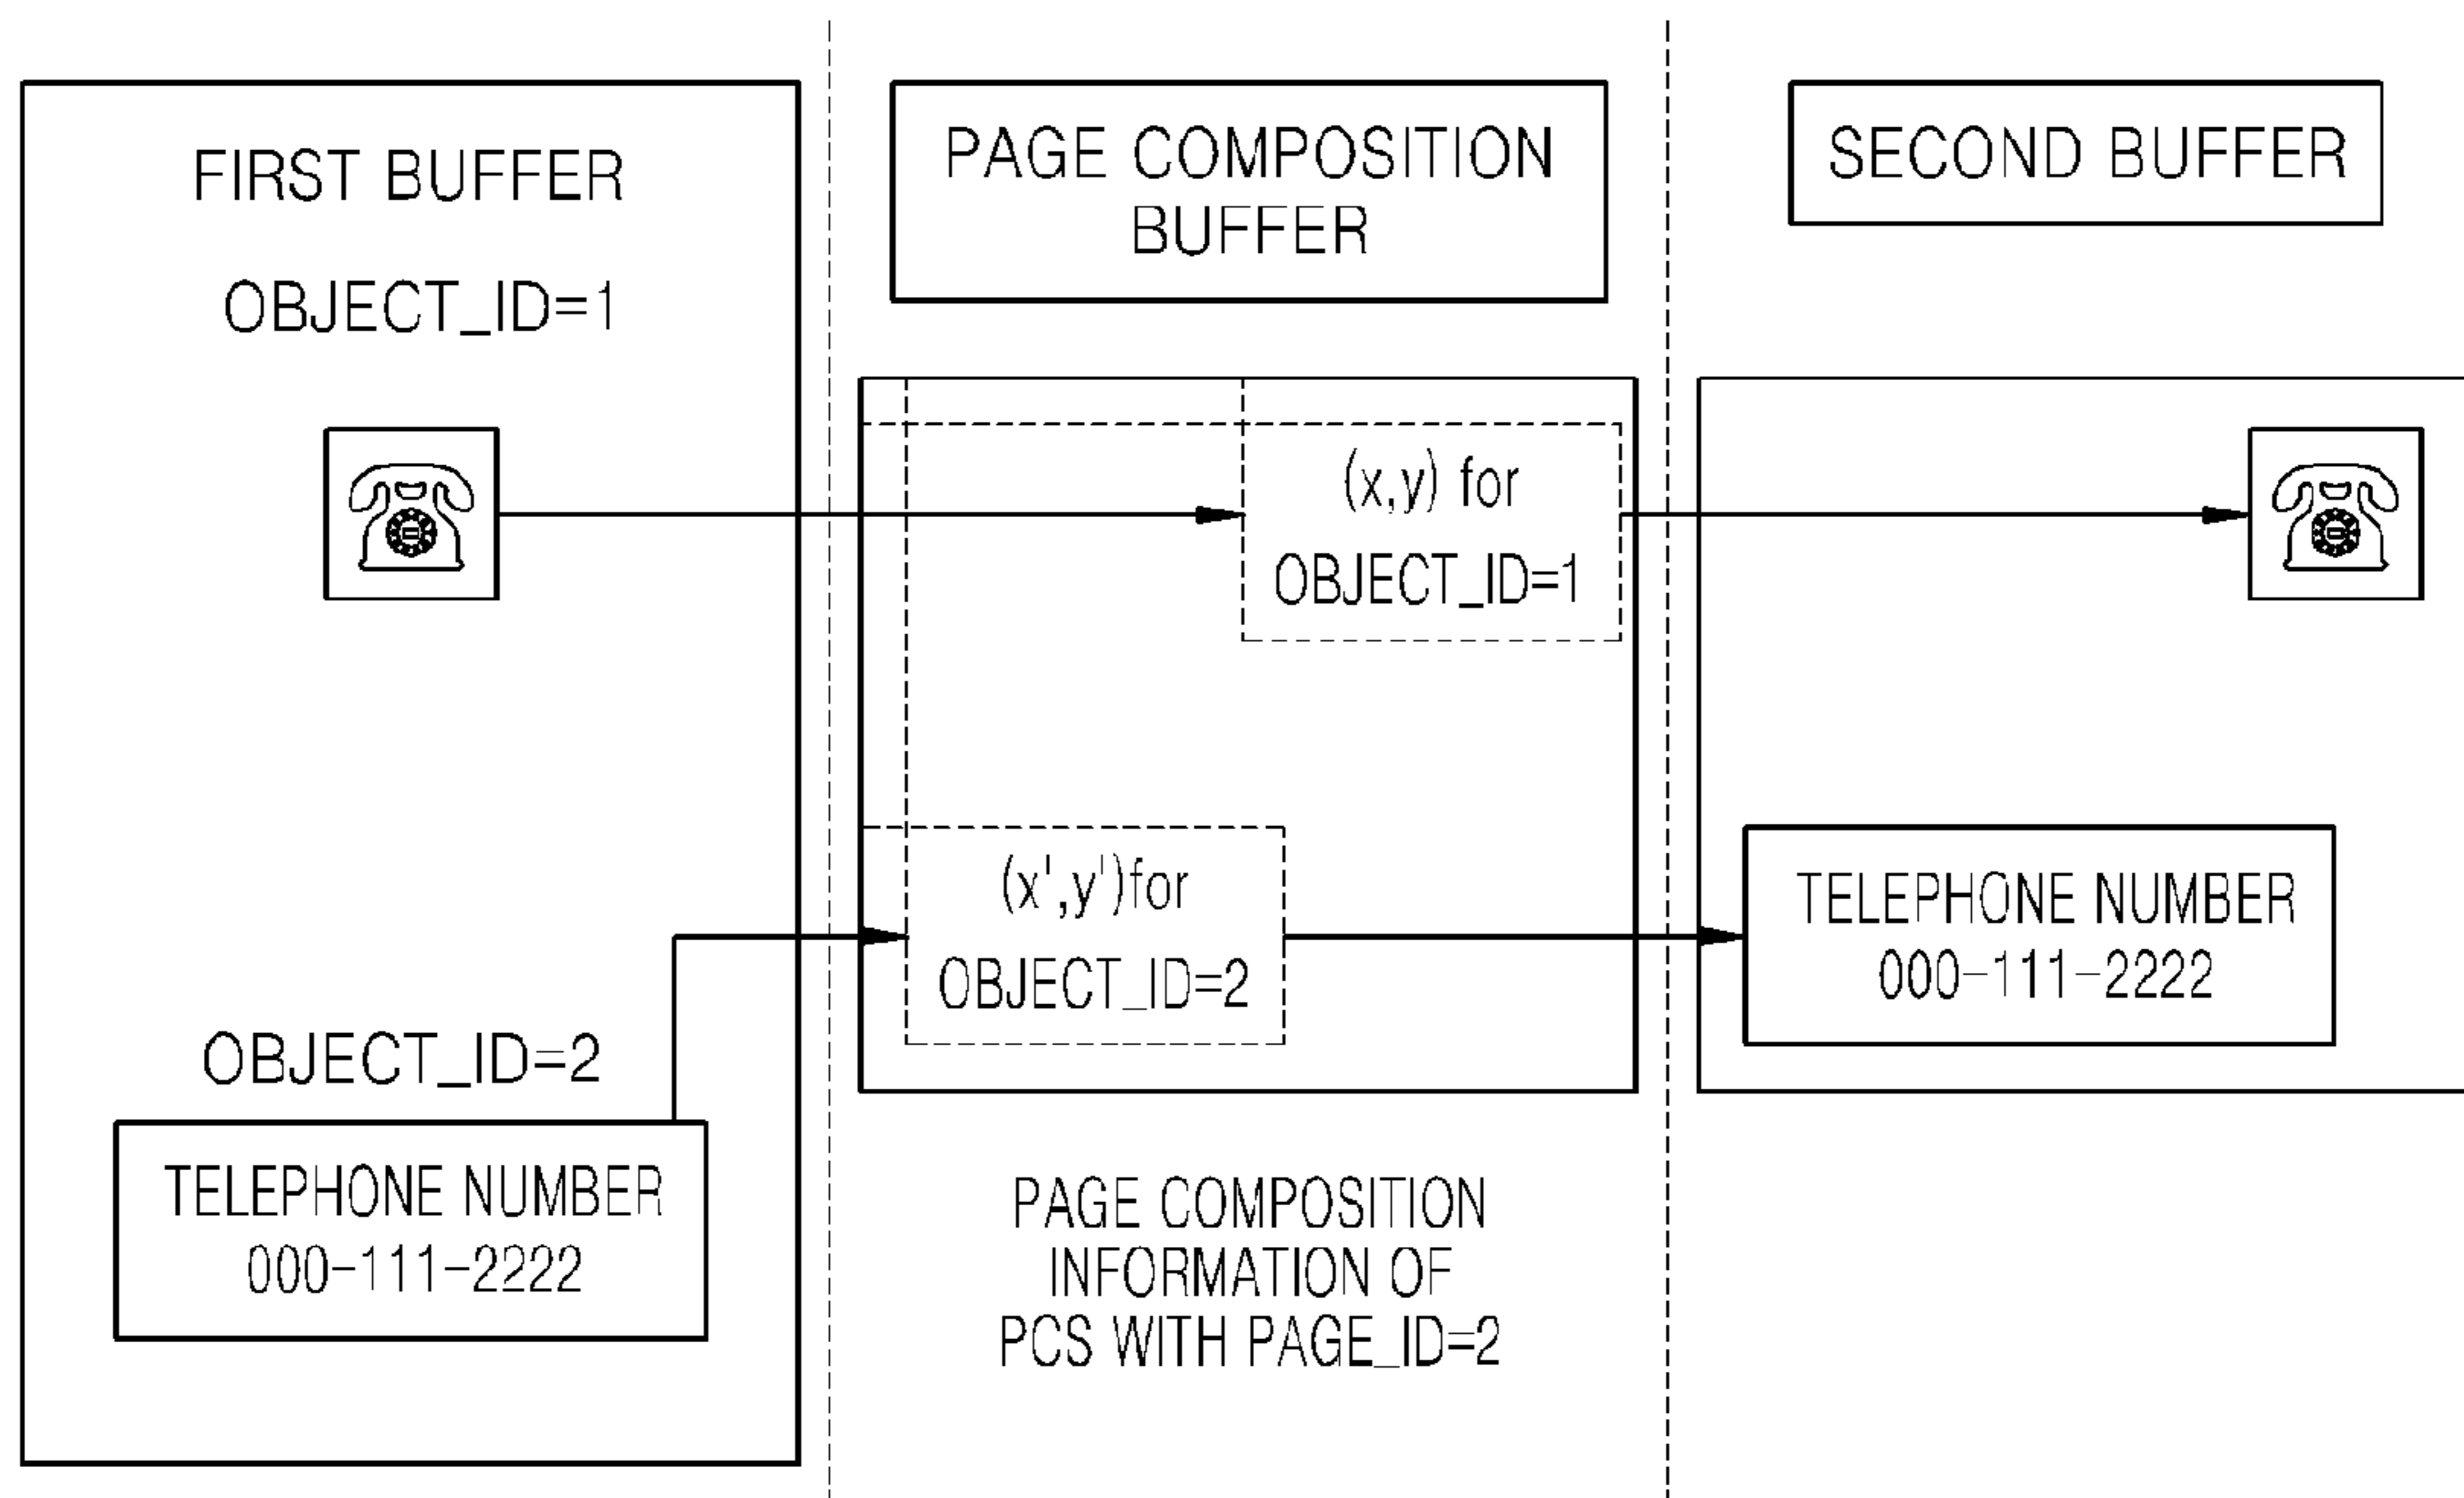 FIRST BUFFER
OBJECT_ID=1
OBJECT_ID=2
TELEPHONE NUMBER
000-111-2222
PAGE COMPOSITION
BUFFER
(x,y) for
OBJECT_ID=1
(x',y')for
OBJECT_ID=2
PAGE COMPOSITION
INFORMATION OF
PCS WITH PAGE_ID=2
SECOND BUFFER
TELEPHONE NUMBER
000-111-2222